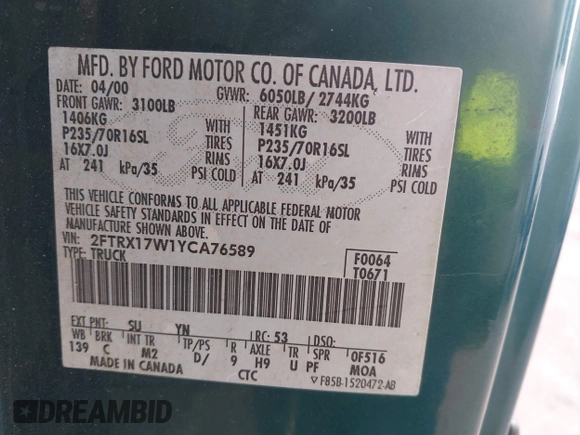 MFD. BY FORD MOTOR CO. OF CANADA, LTD.
DATE: 04/00 GVWR: 6050LB/ 2744KG
FRONT GAWR: 3100LB REAR GAWR: 3200LB
1406KG WITH 1451KG WITH
P235/70R16SL TIRES P235/70R16SL TIRES
16X7.0J RIMS 16X7.0J RIMS
AT 241 kPa/35 PSI COLD AT 241 kPa/35 PSI COLD
THIS VEHICLE CONFORMS TO ALL APPLICABLE FEDERAL MOTOR
VEHICLE SAFETY STANDARDS IN EFFECT ON THE DATE OF
MANUFACTURE SHOWN ABOVE.
VIN: 2FTRX17W1YCA76589 F0064
TYPE: TRUCK T0671
EXT PNT: SU YN RC: 53 DSO:
WB BRK INT TR TP/PS R AXLE TR SPR 0F516
139 C M2 D/ 9 H9 U PF MOA
MADE IN CANADA CTC F85B-1520472-AB
DREAMBID